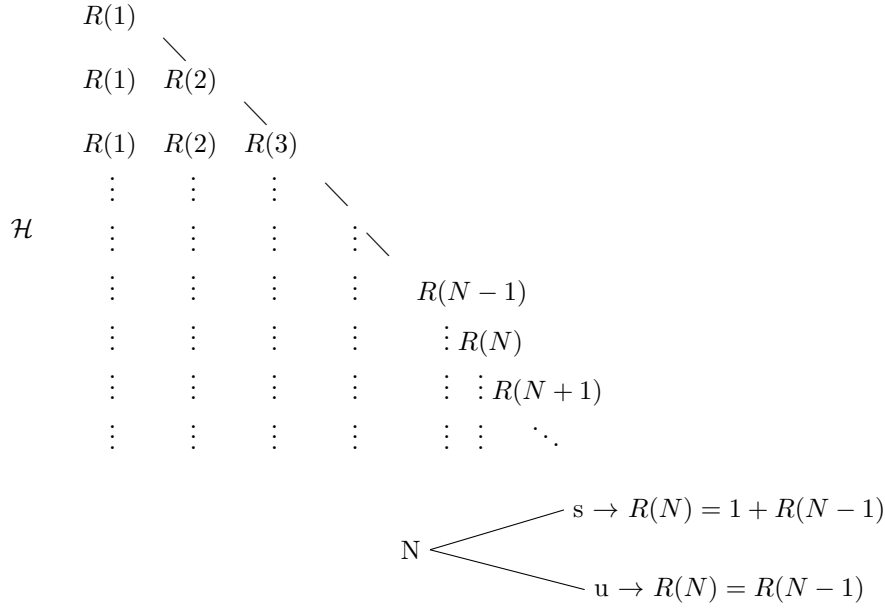 R(1)
R(1) R(2)
R(1) R(2) R(3)
⋮ ⋮ ⋮
ℋ ⋮ ⋮ ⋮ ⋮
⋮ ⋮ ⋮ ⋮ R(N − 1)
⋮ ⋮ ⋮ ⋮ ⋮ R(N)
⋮ ⋮ ⋮ ⋮ ⋮ ⋮ R(N + 1)
⋮ ⋮ ⋮ ⋮ ⋮ ⋮ ⋱
s → R(N) = 1 + R(N − 1)
N
u → R(N) = R(N − 1)